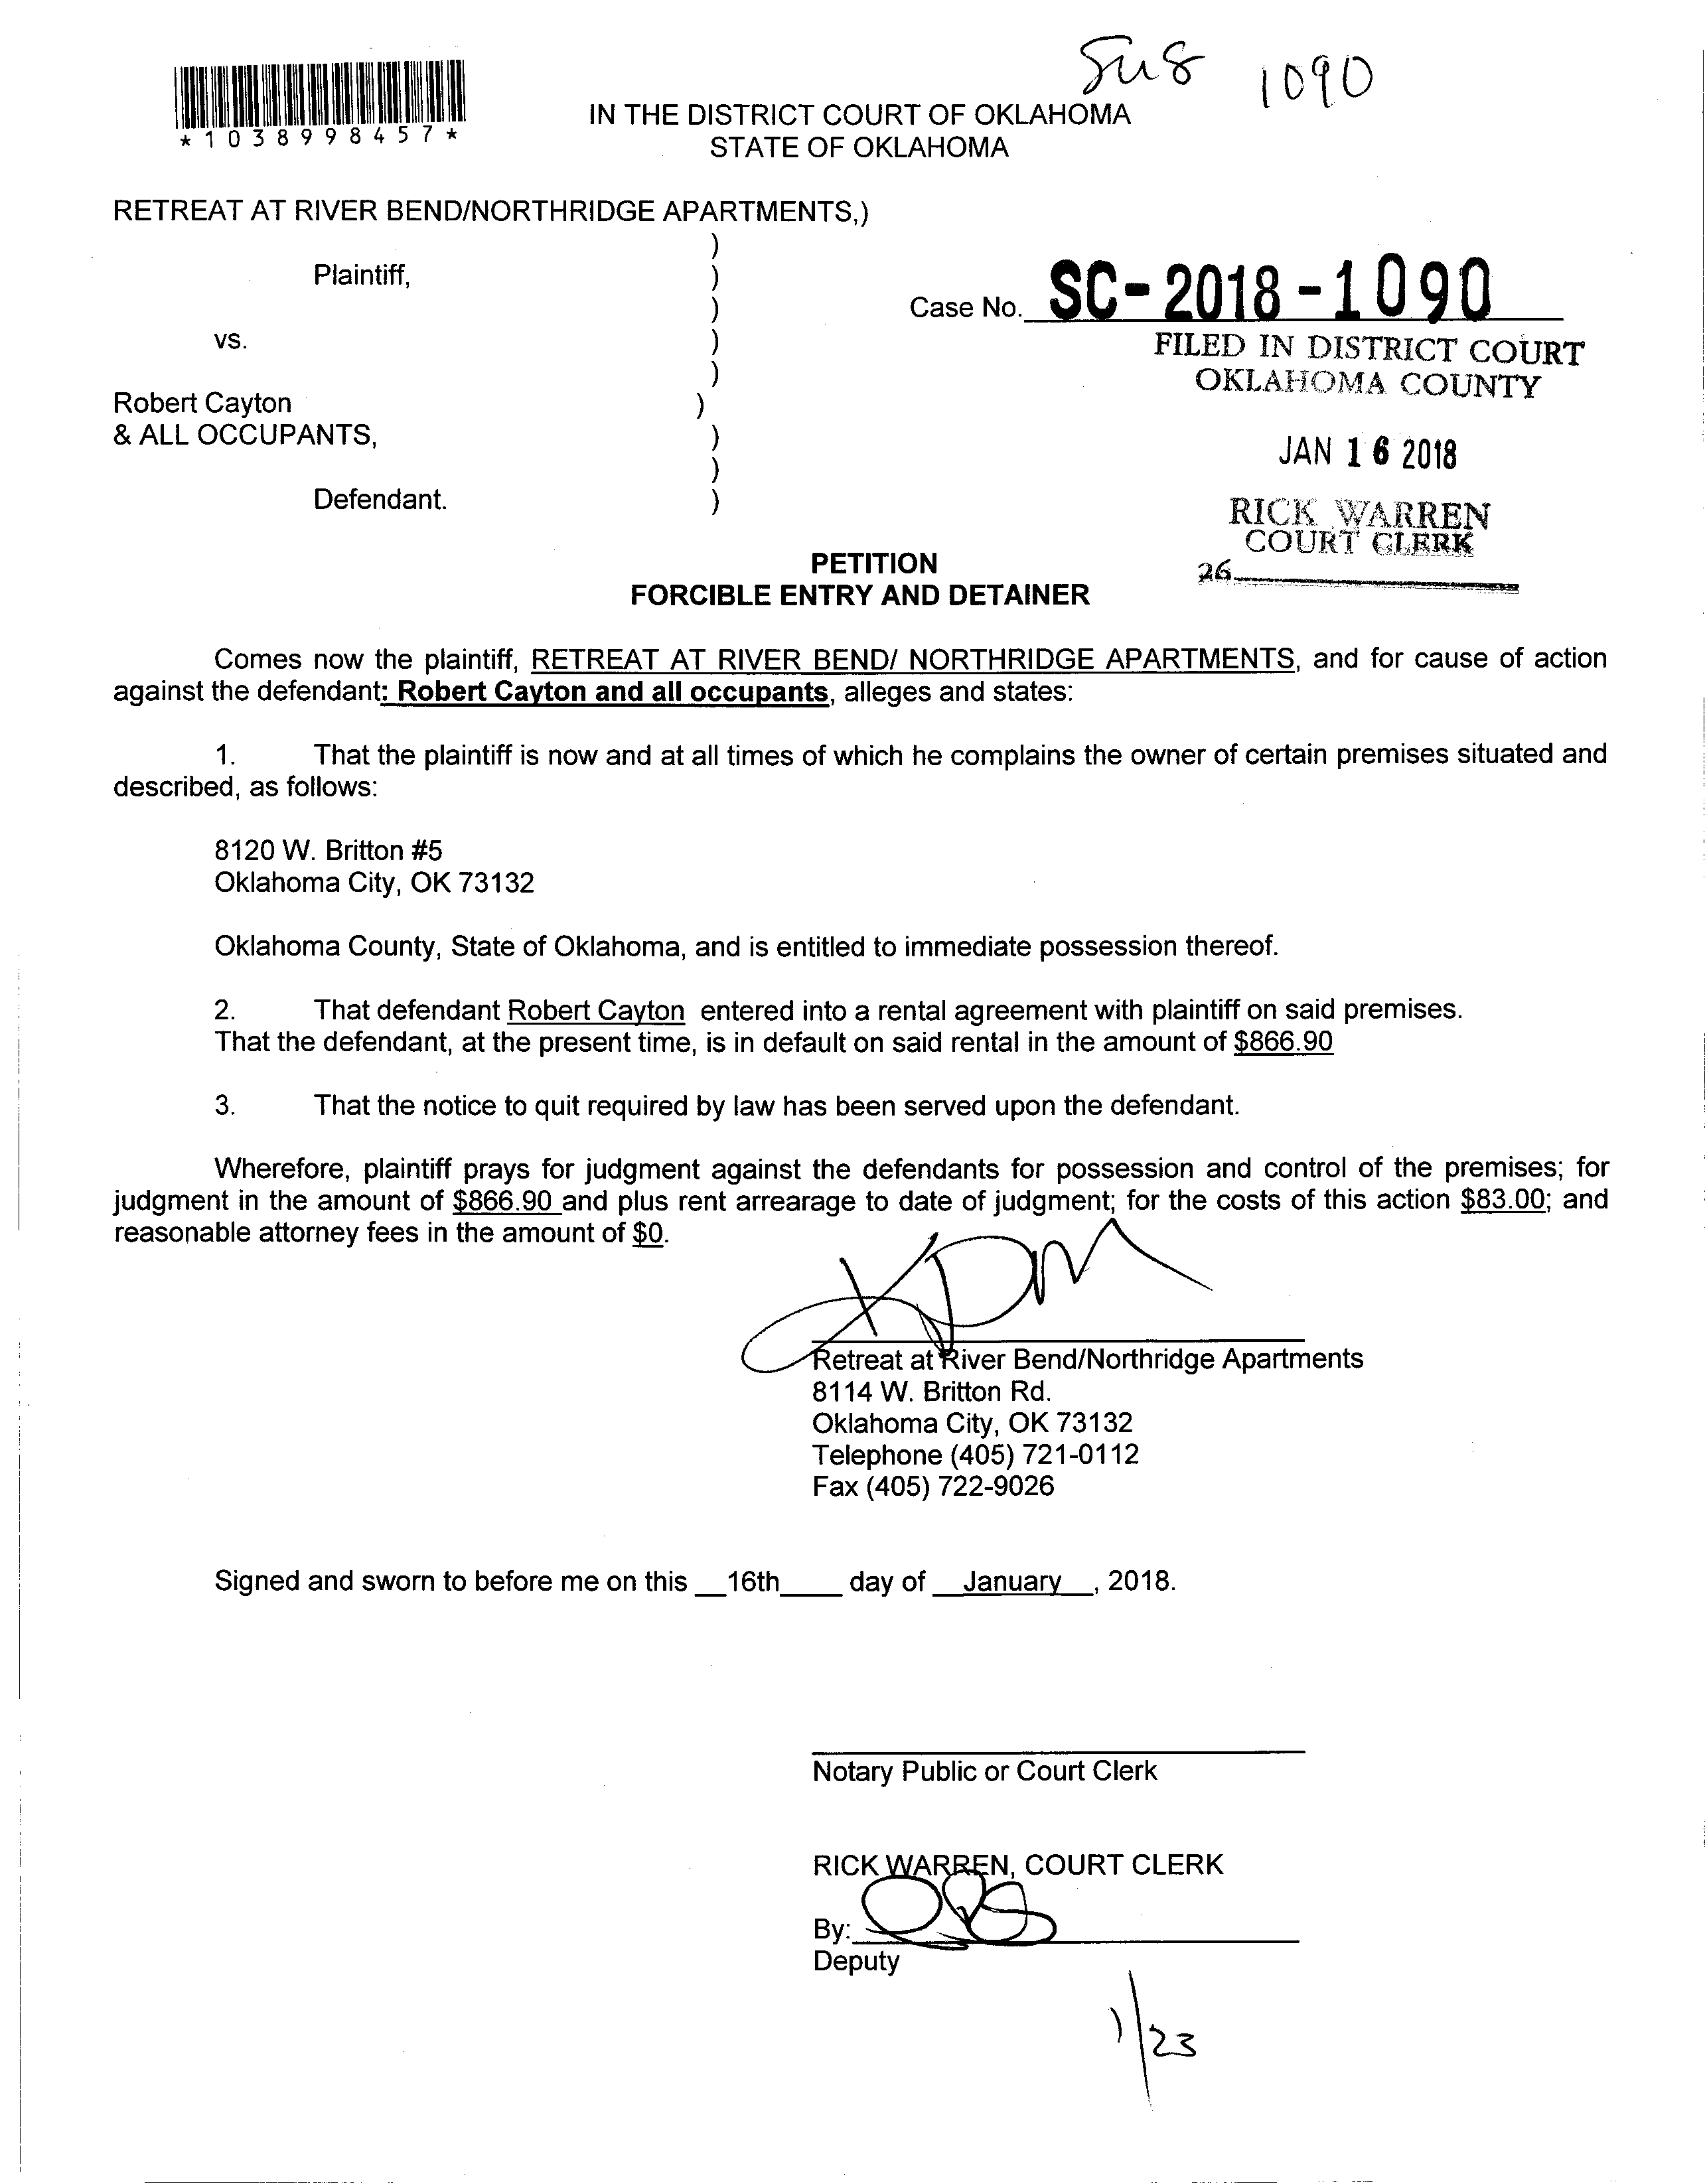 1090
*1038998457*
IN THE DISTRICT COURT OF OKLAHOMA
STATE OF OKLAHOMA
RETREAT AT RIVER BEND/NORTHRIDGE APARTMENTS,)
)
Plaintiff, )
) Case No. SC-2018-1090
vs. )
)
FILED IN DISTRICT COURT
OKLAHOMA COUNTY
Robert Cayton )
& ALL OCCUPANTS, )
)
JAN 16 2018
Defendant. )
RICK WARREN
COURT CLERK
26
PETITION
FORCIBLE ENTRY AND DETAINER
Comes now the plaintiff, RETREAT AT RIVER BEND/ NORTHRIDGE APARTMENTS, and for cause of action
against the defendant: Robert Cayton and all occupants, alleges and states:
1. That the plaintiff is now and at all times of which he complains the owner of certain premises situated and
described, as follows:
8120 W. Britton #5
Oklahoma City, OK 73132
Oklahoma County, State of Oklahoma, and is entitled to immediate possession thereof.
2. That defendant Robert Cayton entered into a rental agreement with plaintiff on said premises.
That the defendant, at the present time, is in default on said rental in the amount of $866.90
3. That the notice to quit required by law has been served upon the defendant.
Wherefore, plaintiff prays for judgment against the defendants for possession and control of the premises; for
judgment in the amount of $866.90 and plus rent arrearage to date of judgment; for the costs of this action $83.00; and
reasonable attorney fees in the amount of $0.
Retreat at River Bend/Northridge Apartments
8114 W. Britton Rd.
Oklahoma City, OK 73132
Telephone (405) 721-0112
Fax (405) 722-9026
Signed and sworn to before me on this __16th____ day of __January__, 2018.
Notary Public or Court Clerk
RICK WARREN, COURT CLERK
By:
Deputy
1/23